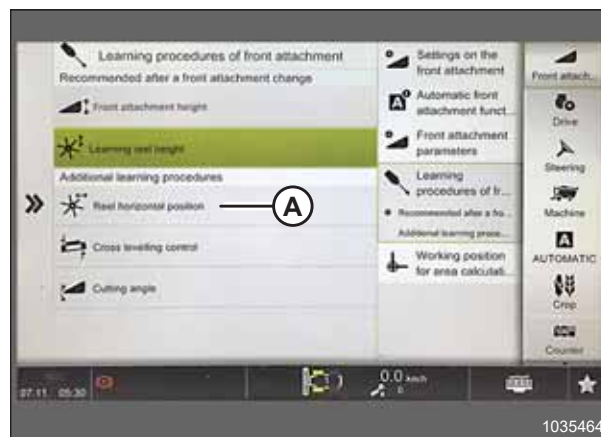 Learning procedures of front attachment
Recommended after a front attachment change
Front attachment height
Learning reel height
Additional learning procedures
Reel horizontal position
A
Cross levelling control
Cutting angle
Settings on the
front attachment
Automatic front
attachment funct...
Front attachment
parameters
Learning
procedures of fr...
Recommended after a fro...
Additional learning proce...
Working position
for area calculati...
Front attach...
Drive
Steering
Machine
A
AUTOMATIC
Crop
Counter
07.11 05:30
0.0 km/h
0
1035464